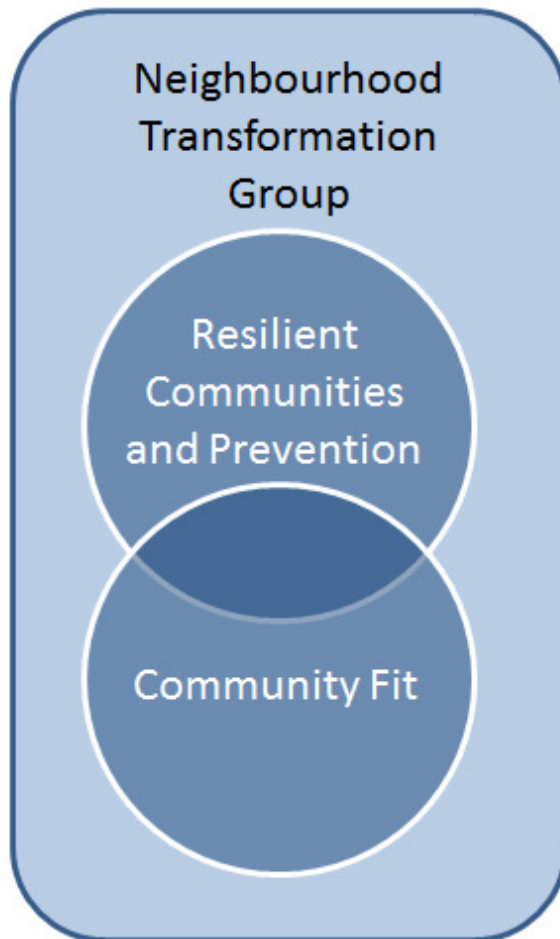 Neighbourhood
Transformation
Group
Resilient
Communities
and Prevention
Community Fit